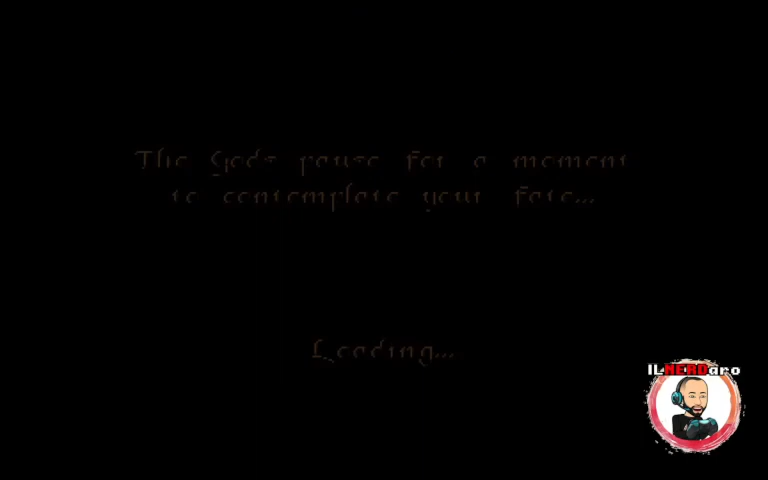 The Gods pause for a moment
to contemplate your fate...
Loading...
ILNERDaro